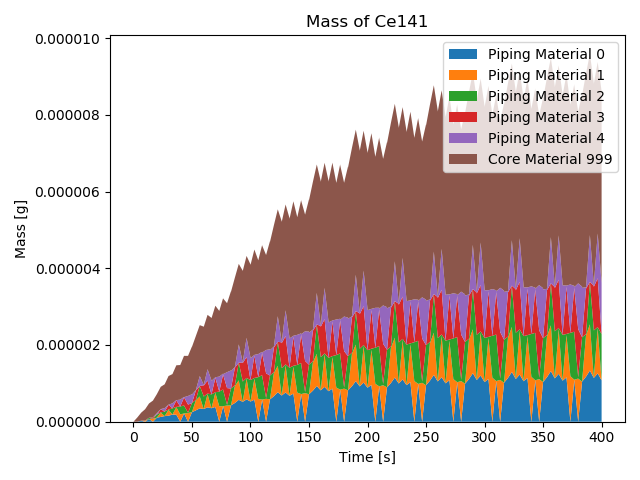 Mass of Ce141
0.000010
0.000008
0.000006
0.000004
0.000002
0.000000
Mass [g]
Piping Material 0
Piping Material 1
Piping Material 2
Piping Material 3
Piping Material 4
Core Material 999
0 50 100 150 200 250 300 350 400
Time [s]